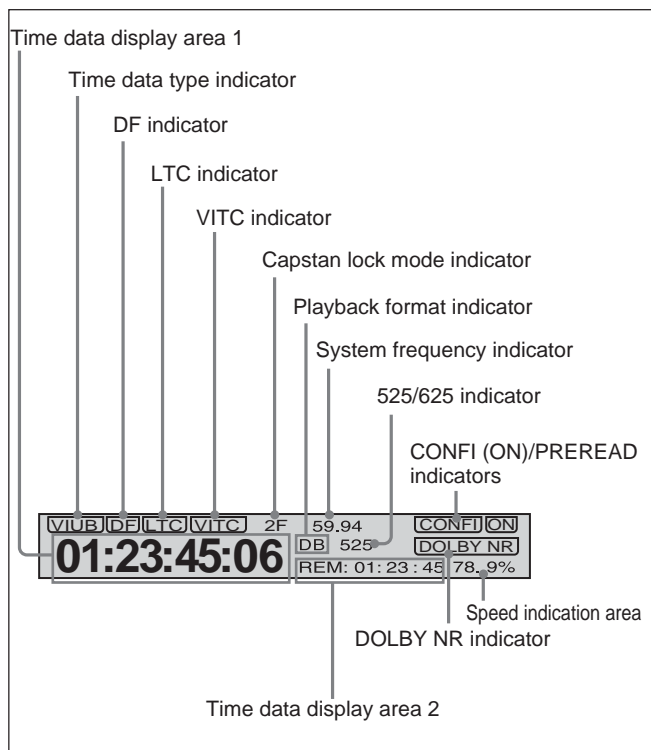 Time data display area 1
Time data type indicator
DF indicator
LTC indicator
VITC indicator
Capstan lock mode indicator
Playback format indicator
System frequency indicator
525/625 indicator
CONFI (ON)/PREREAD
indicators
VIUB DF LTC VITC 2F 59.94 CONFI ON
01:23:45:06 DB 525 DOLBY NR
REM: 01: 23 : 45 78. 9%
Speed indication area
DOLBY NR indicator
Time data display area 2